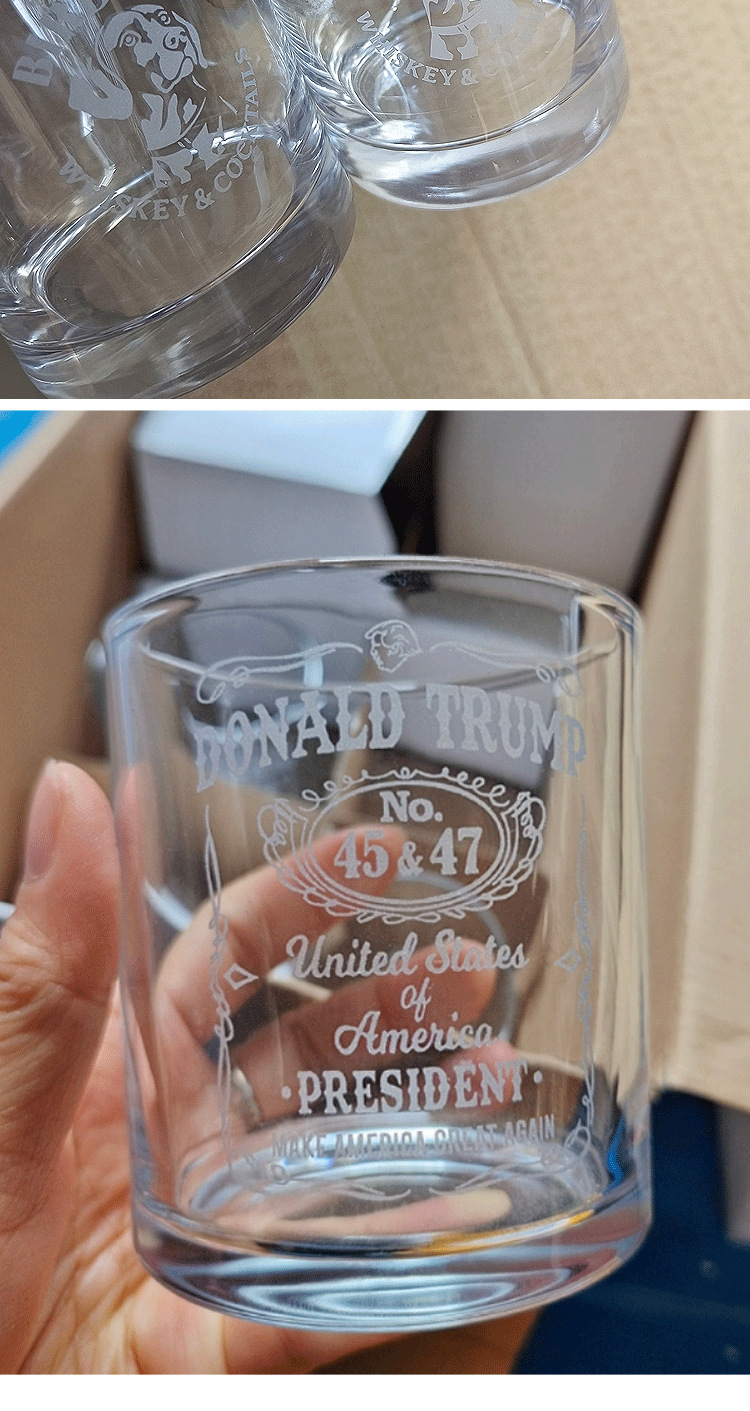 WHISKEY & COCKTAILS
DONALD TRUMP
No.
45 & 47
United States
of
America
·PRESIDENT·
MAKE AMERICA GREAT AGAIN